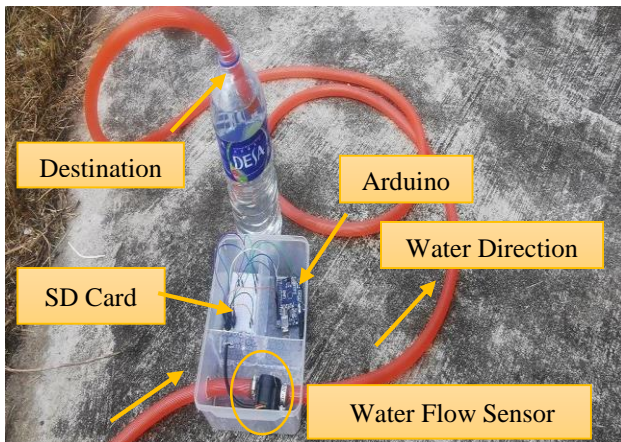 Destination
DESA
Arduino
Water Direction
SD Card
Water Flow Sensor